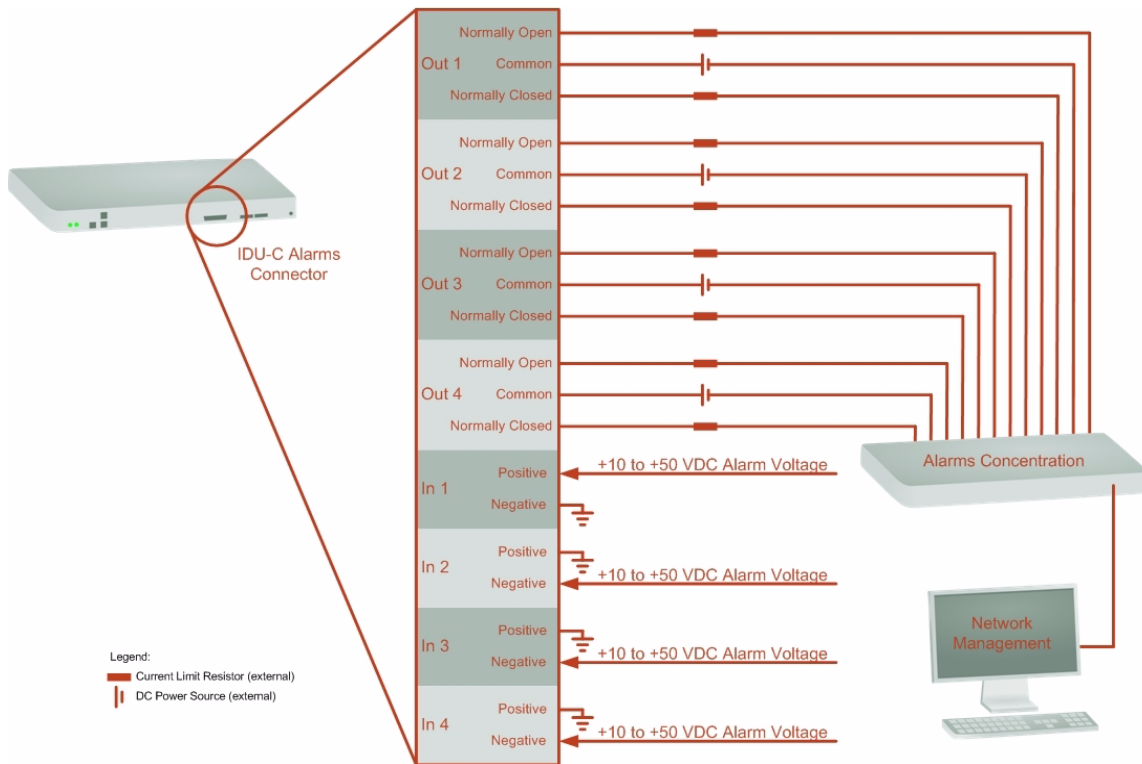 Normally Open
Out 1
Common
Normally Closed
Normally Open
Out 2
Common
Normally Closed
IDU-C Alarms
Connector
Normally Open
Out 3
Common
Normally Closed
Normally Open
Out 4
Common
Normally Closed
Alarms Concentration
In 1
Positive
+10 to +50 VDC Alarm Voltage
Negative
In 2
Positive
Negative
+10 to +50 VDC Alarm Voltage
In 3
Positive
Negative
+10 to +50 VDC Alarm Voltage
In 4
Positive
Negative
+10 to +50 VDC Alarm Voltage
Network
Management
Legend:
Current Limit Resistor (external)
DC Power Source (external)